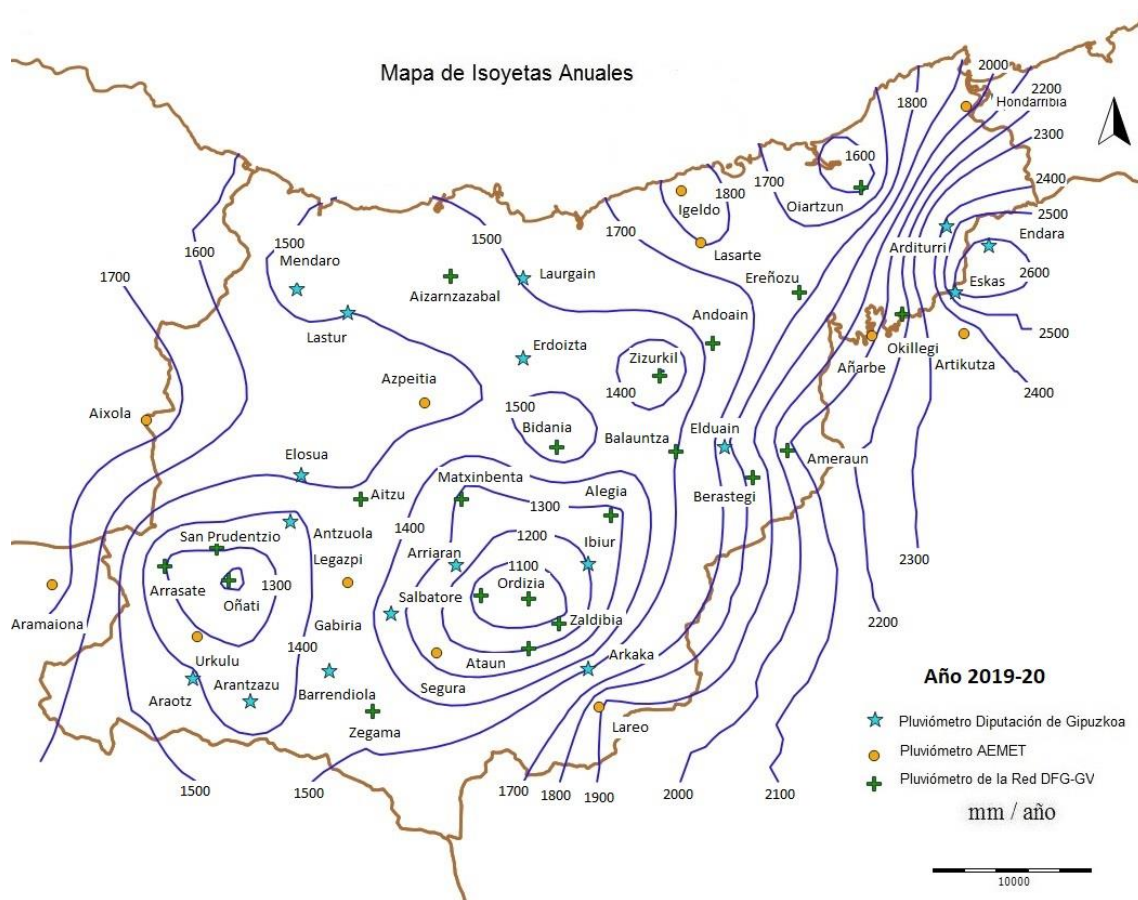 Mapa de Isoyetas Anuales
2000
2200
1800
Hondarribia
2300
1600
1700
2400
1800
Igeldo
Oiartzun
2500
1600
1500
1500
1700
Endara
Mendaro
Lasarte
Arditurri
1700
Laurgain
2600
Ereñozu
Eskas
Aizarnzazabal
Andoain
Lastur
2500
Erdoizta
Okillegi
Zizurkil
Añarbe
Artikutza
Azpeitia
1400
2400
Aixola
1500
Bidania
Elduain
Balauntza
Elosua
Ameraun
Matxinbenta
Aitzu
Alegia
Berastegi
1300
1400
San Prudentzio
Antzuola
1200
Legazpi
Arriaran
Ibiur
2300
1100
1300
Ordizia
Arrasate
Oñati
Salbatore
Aramaiona
Gabiria
Zaldibia
2200
1400
Ataun
Urkulu
Arkaka
Segura
Año 2019-20
Arantzazu
Araotz
Barrendiola
Pluviómetro Diputación de Gipuzkoa
Lareo
Zegama
Pluviómetro AEMET
Pluviómetro de la Red DFG-GV
1500
1500
1700
1800
1900
2000
2100
mm / año
10000